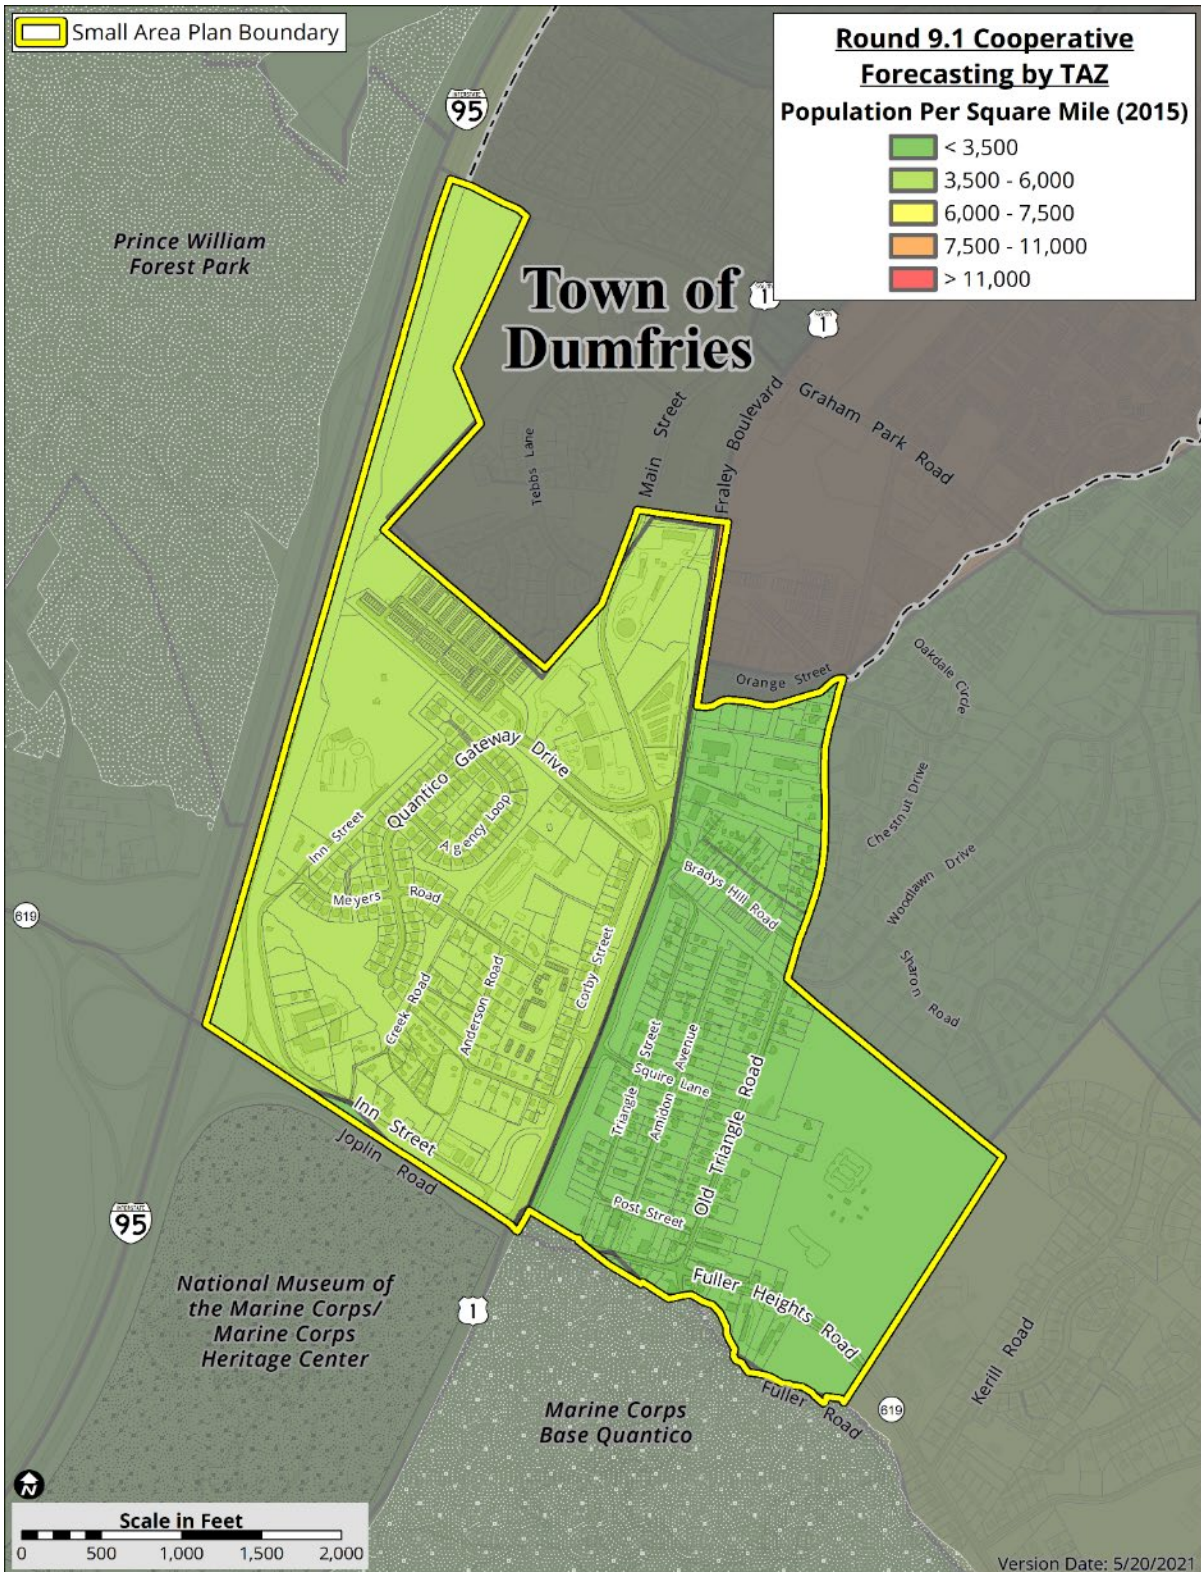 Small Area Plan Boundary
Round 9.1 Cooperative
Forecasting by TAZ
Population Per Square Mile (2015)
< 3,500
3,500 - 6,000
6,000 - 7,500
7,500 - 11,000
> 11,000
INTERSTATE
95
Prince William
Forest Park
Town of
Dumfries
South
1
North
1
Main Street
Fraley Boulevard
Graham Park Road
Tebbs Lane
Orange Street
Oakdale Circle
Chestnut Drive
Woodlawn Drive
Sharon Road
Quantico Gateway Drive
Agency Loop
Inn Street
Meyers Road
Bradys Hill Road
619
Creek Road
Anderson Road
Corby Street
Triangle Street
Squire Lane
Amidon Avenue
Old Triangle Road
Inn Street
Joplin Road
Post Street
INTERSTATE
95
Fuller Heights Road
National Museum of
the Marine Corps/
Marine Corps
Heritage Center
1
Kerill Road
Fuller Road
619
Marine Corps
Base Quantico
N
Scale in Feet
0 500 1,000 1,500 2,000
Version Date: 5/20/2021